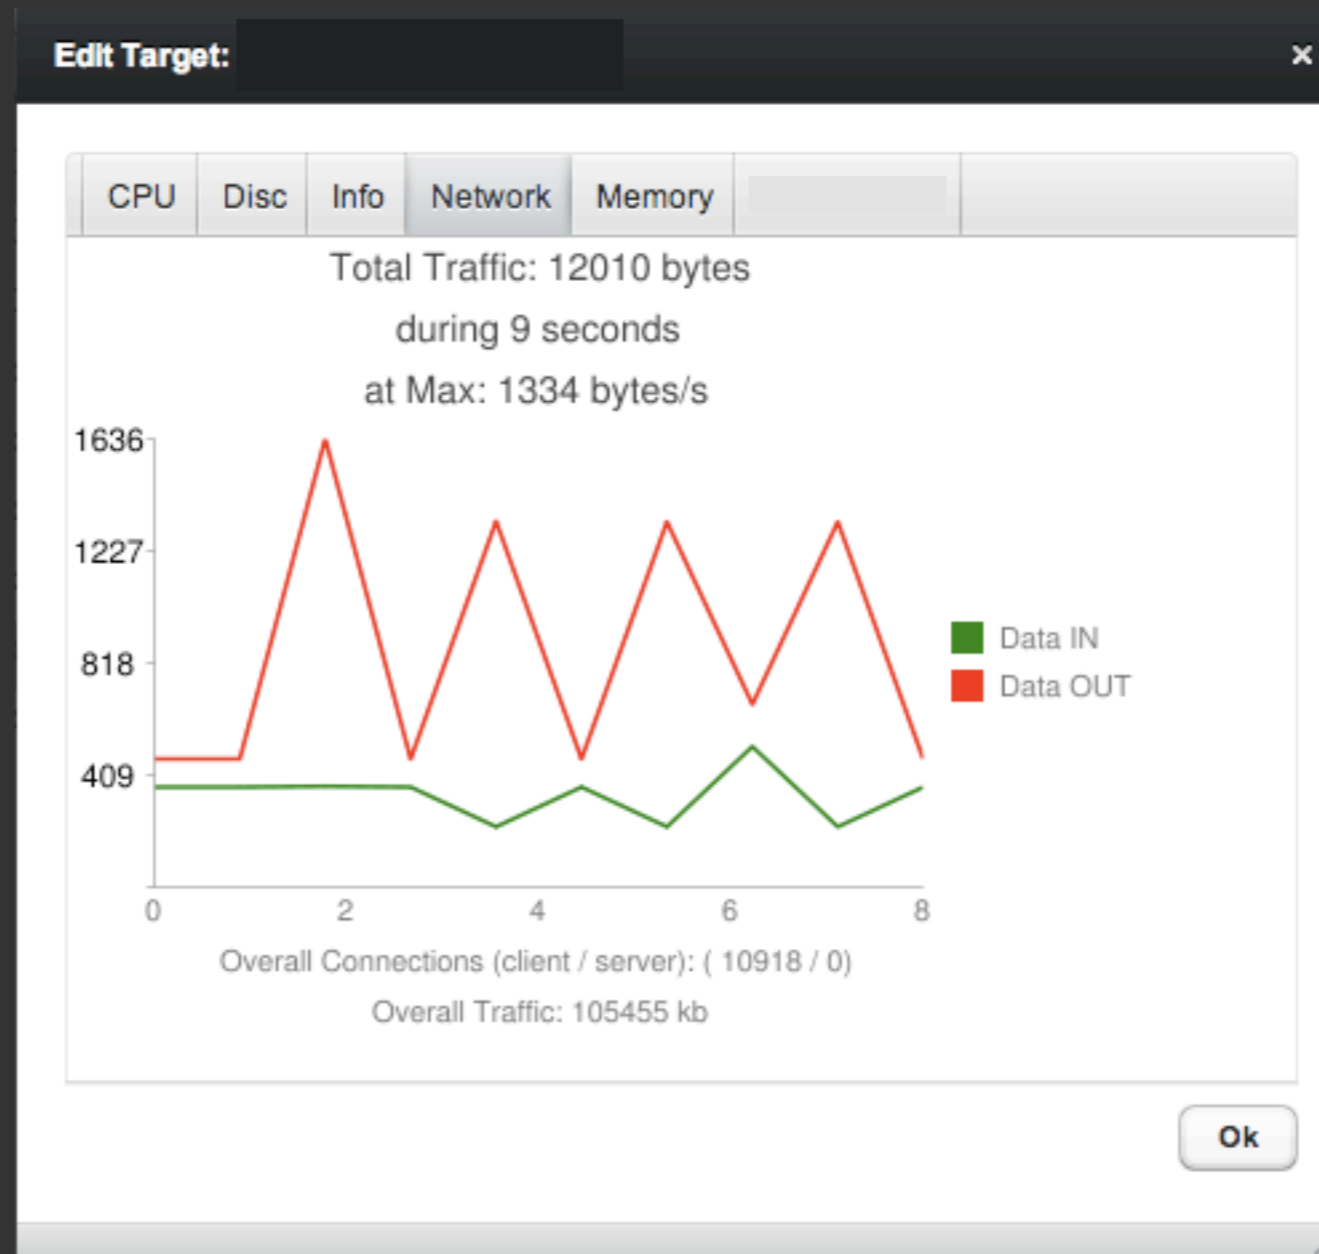 Edit Target:
×
CPU Disc Info Network Memory
Total Traffic: 12010 bytes
during 9 seconds
at Max: 1334 bytes/s
1636
1227
818
409
0 2 4 6 8
Data IN
Data OUT
Overall Connections (client / server): ( 10918 / 0)
Overall Traffic: 105455 kb
Ok